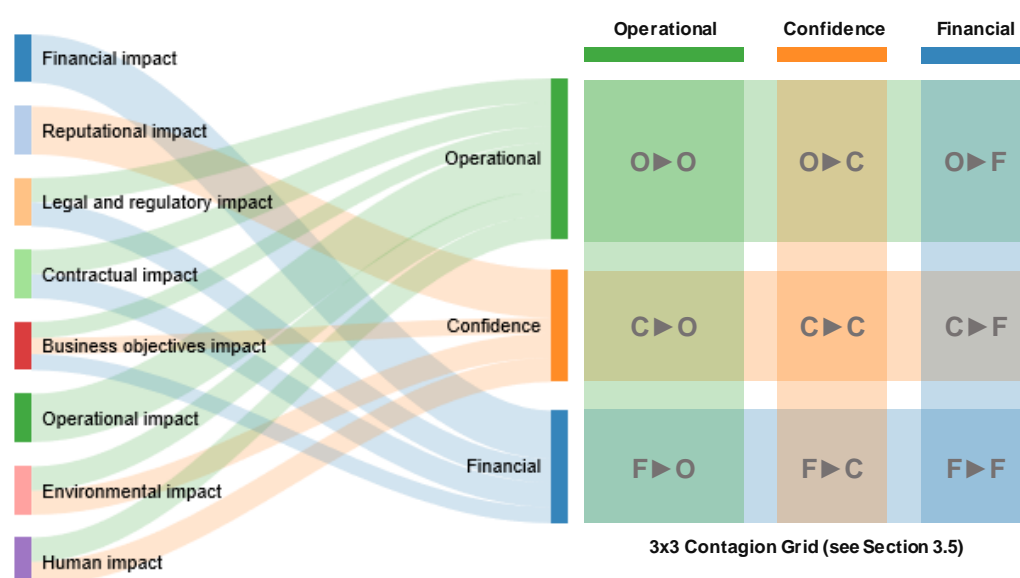 Financial impact
Reputational impact
Legal and regulatory impact
Contractual impact
Business objectives impact
Operational impact
Environmental impact
Human impact
Operational
Confidence
Financial
Operational Confidence Financial
O►O O►C O►F
C►O C►C C►F
F►O F►C F►F
3x3 Contagion Grid (see Section 3.5)